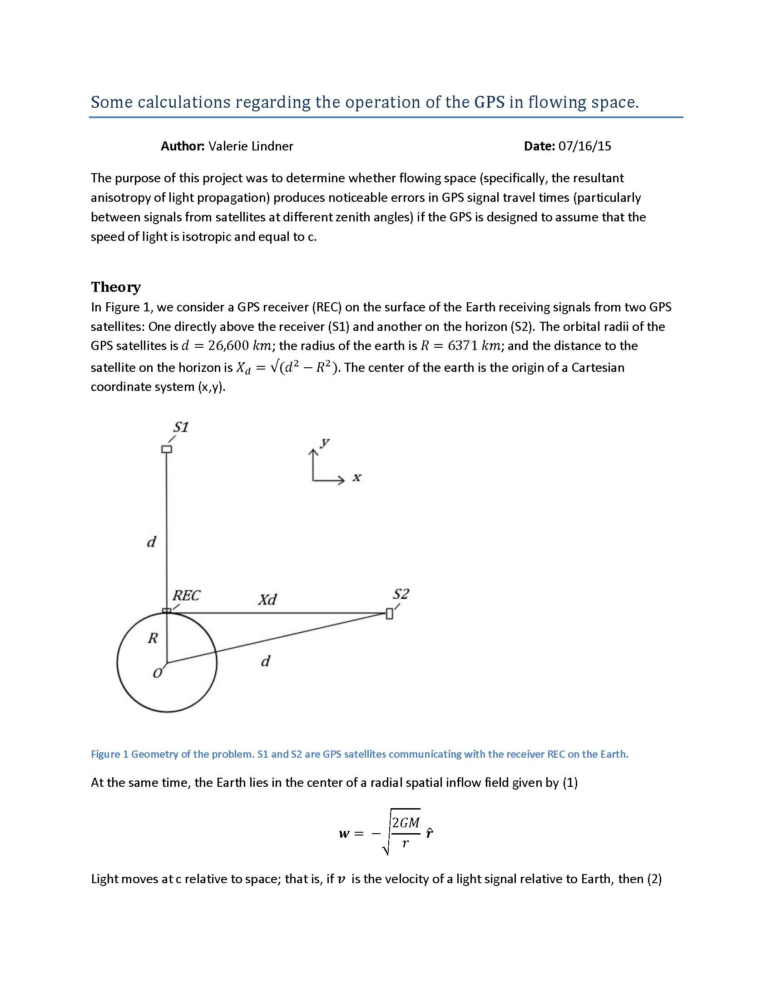 Some calculations regarding the operation of the GPS in flowing space.
Author: Valerie Lindner Date: 07/16/15
The purpose of this project was to determine whether flowing space (specifically, the resultant
anisotropy of light propagation) produces noticeable errors in GPS signal travel times (particularly
between signals from satellites at different zenith angles) if the GPS is designed to assume that the
speed of light is isotropic and equal to c.
Theory
In Figure 1, we consider a GPS receiver (REC) on the surface of the Earth receiving signals from two GPS
satellites: One directly above the receiver (S1) and another on the horizon (S2). The orbital radii of the
GPS satellites is d = 26,600 km; the radius of the earth is R = 6371 km; and the distance to the
satellite on the horizon is X_d = √(d² − R²). The center of the earth is the origin of a Cartesian
coordinate system (x,y).
S1
y
x
d
REC
Xd
S2
R
d
O
Figure 1 Geometry of the problem. S1 and S2 are GPS satellites communicating with the receiver REC on the Earth.
At the same time, the Earth lies in the center of a radial spatial inflow field given by (1)
w = − √(2GM / r) r̂
Light moves at c relative to space; that is, if v is the velocity of a light signal relative to Earth, then (2)